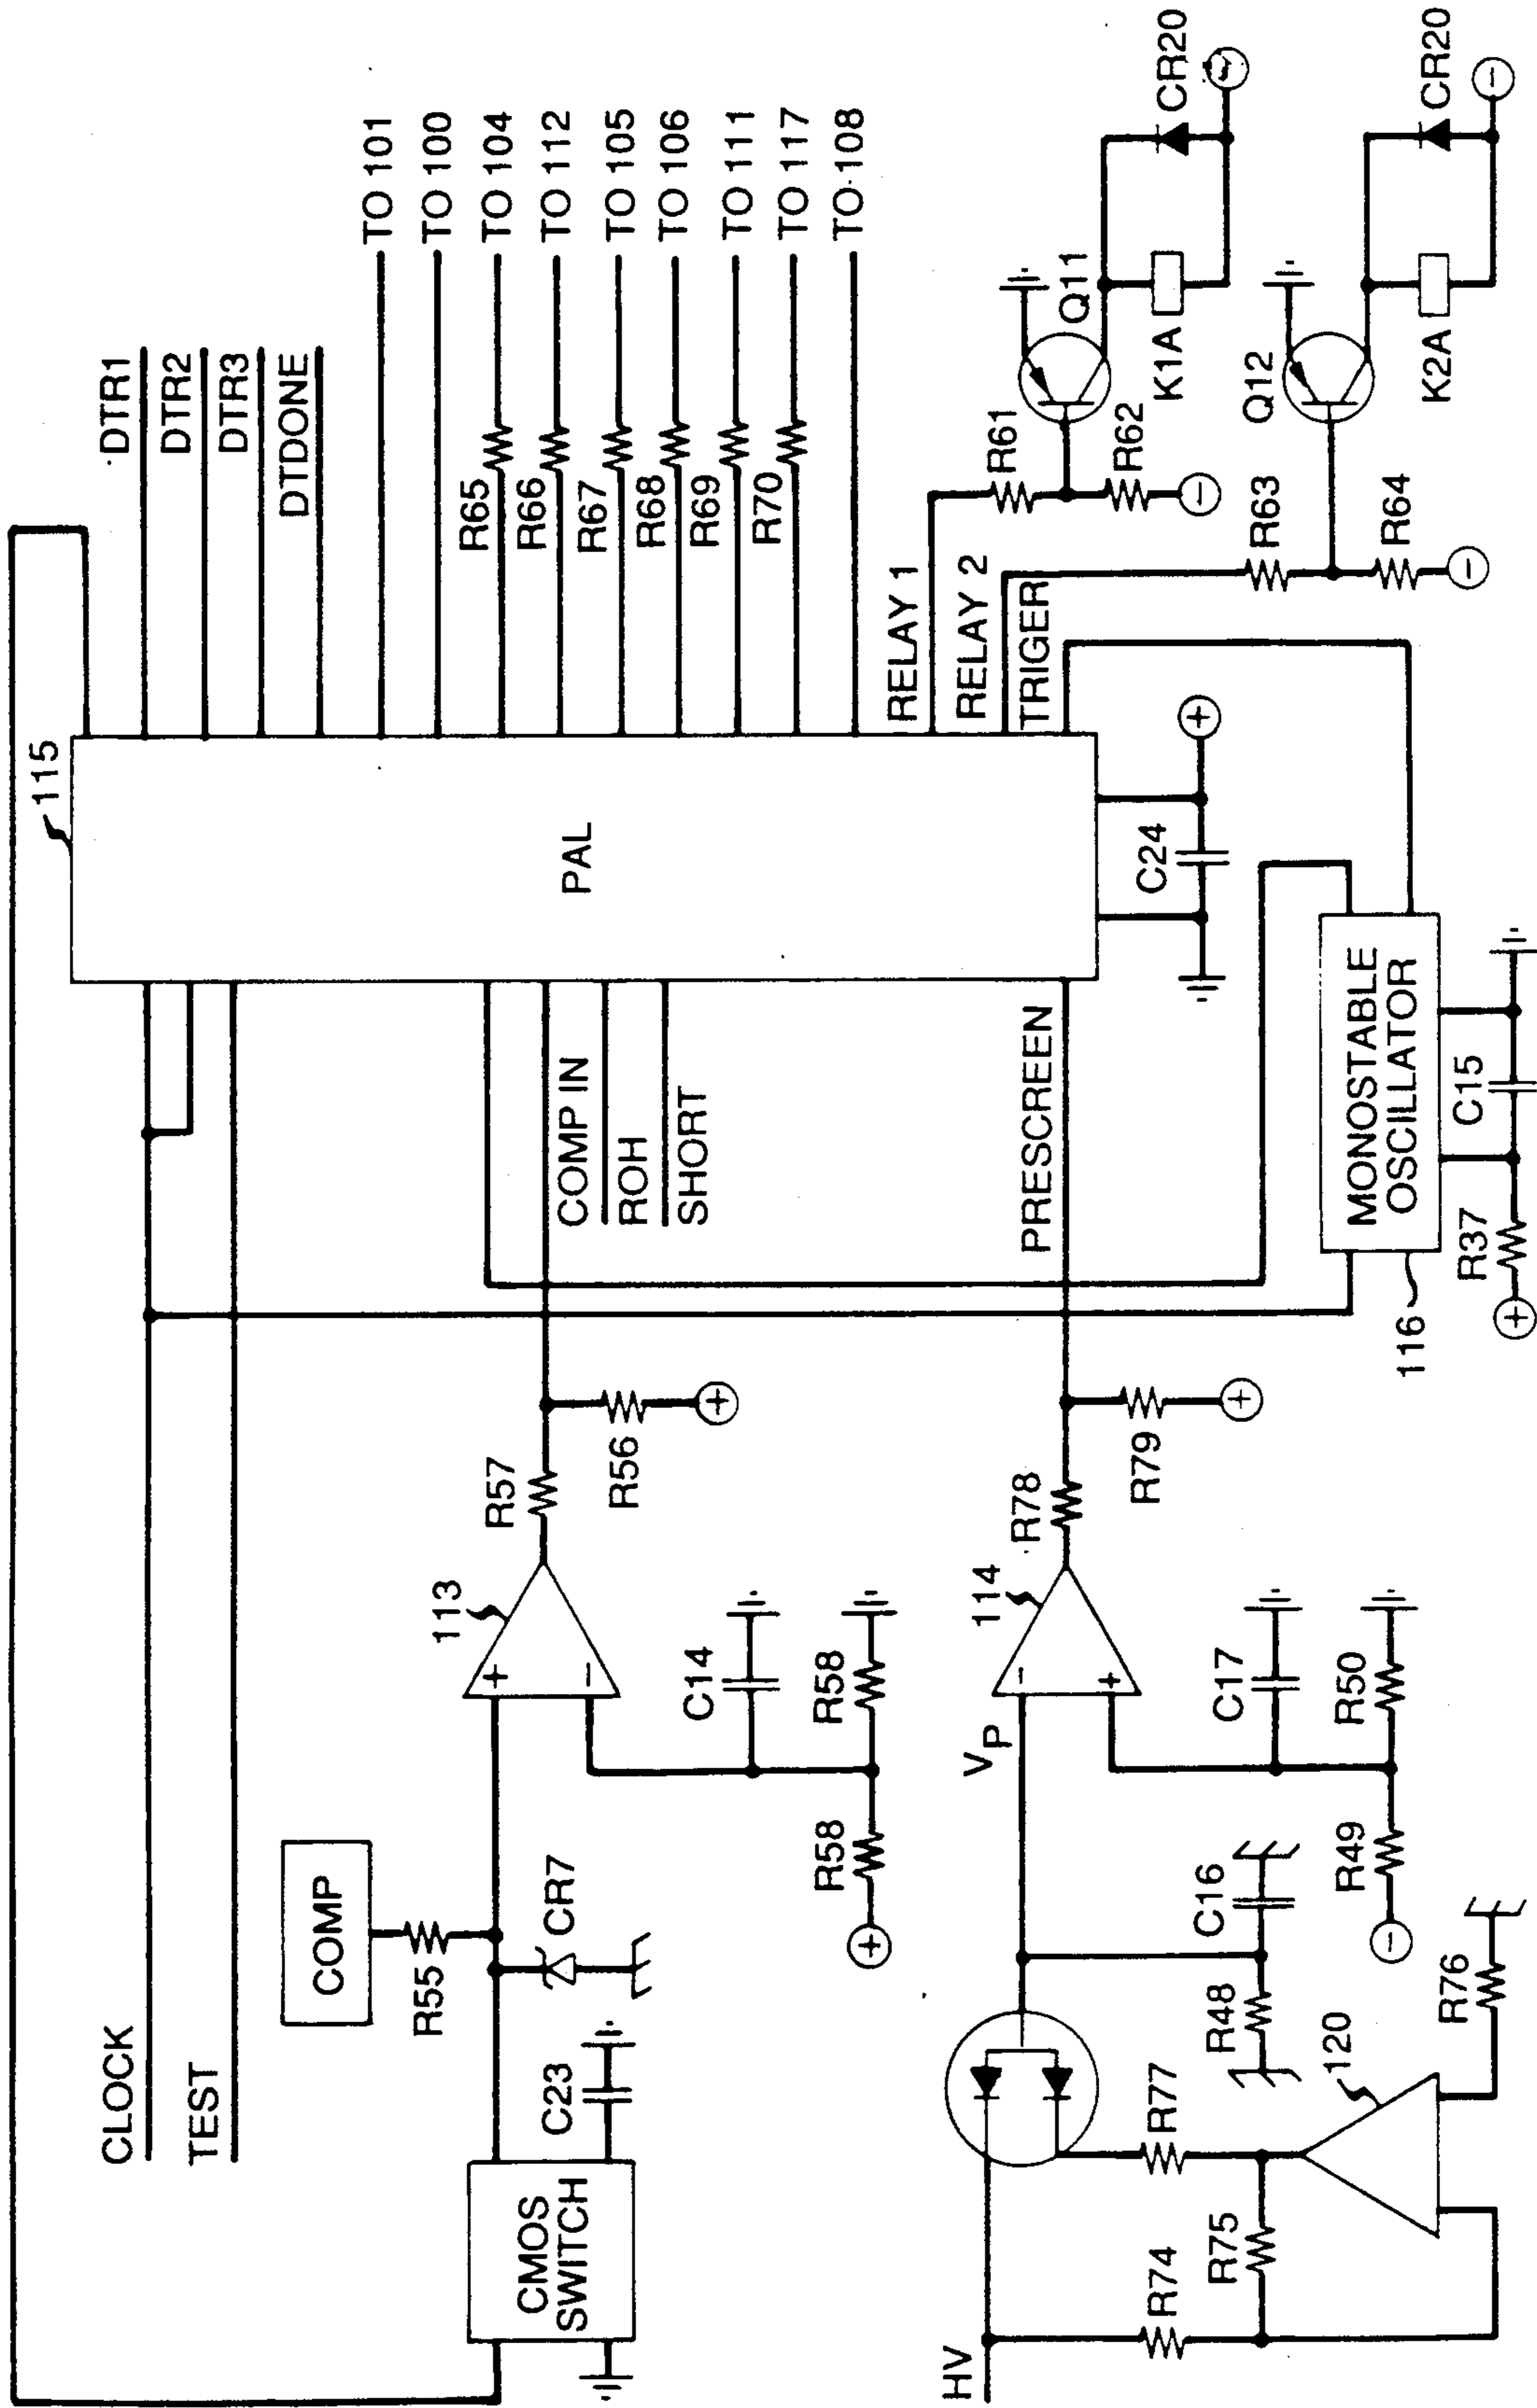 115
DTR1
DTR2
DTR3
DTDONE
TO 101
TO 100
R65
TO 104
R66
TO 112
R67
TO 105
R68
TO 106
R69
TO 111
R70
TO 117
TO 108
RELAY 1
RELAY 2
TRIGER
R61
R62
Q11
K1A
CR20
R63
R64
Q12
K2A
CR20
−
−
−
PAL
C24
+
CLOCK
TEST
COMP IN
ROH
SHORT
PRESCREEN
MONOSTABLE
OSCILLATOR
116
C15
R37
+
CMOS
SWITCH
C23
COMP
R55
CR7
113
+
−
R57
R56
+
C14
R58
R58
+
HV
R74
R75
R77
120
R76
R48
C16
VP
114
−
+
R78
R79
+
C17
R49
R50
−